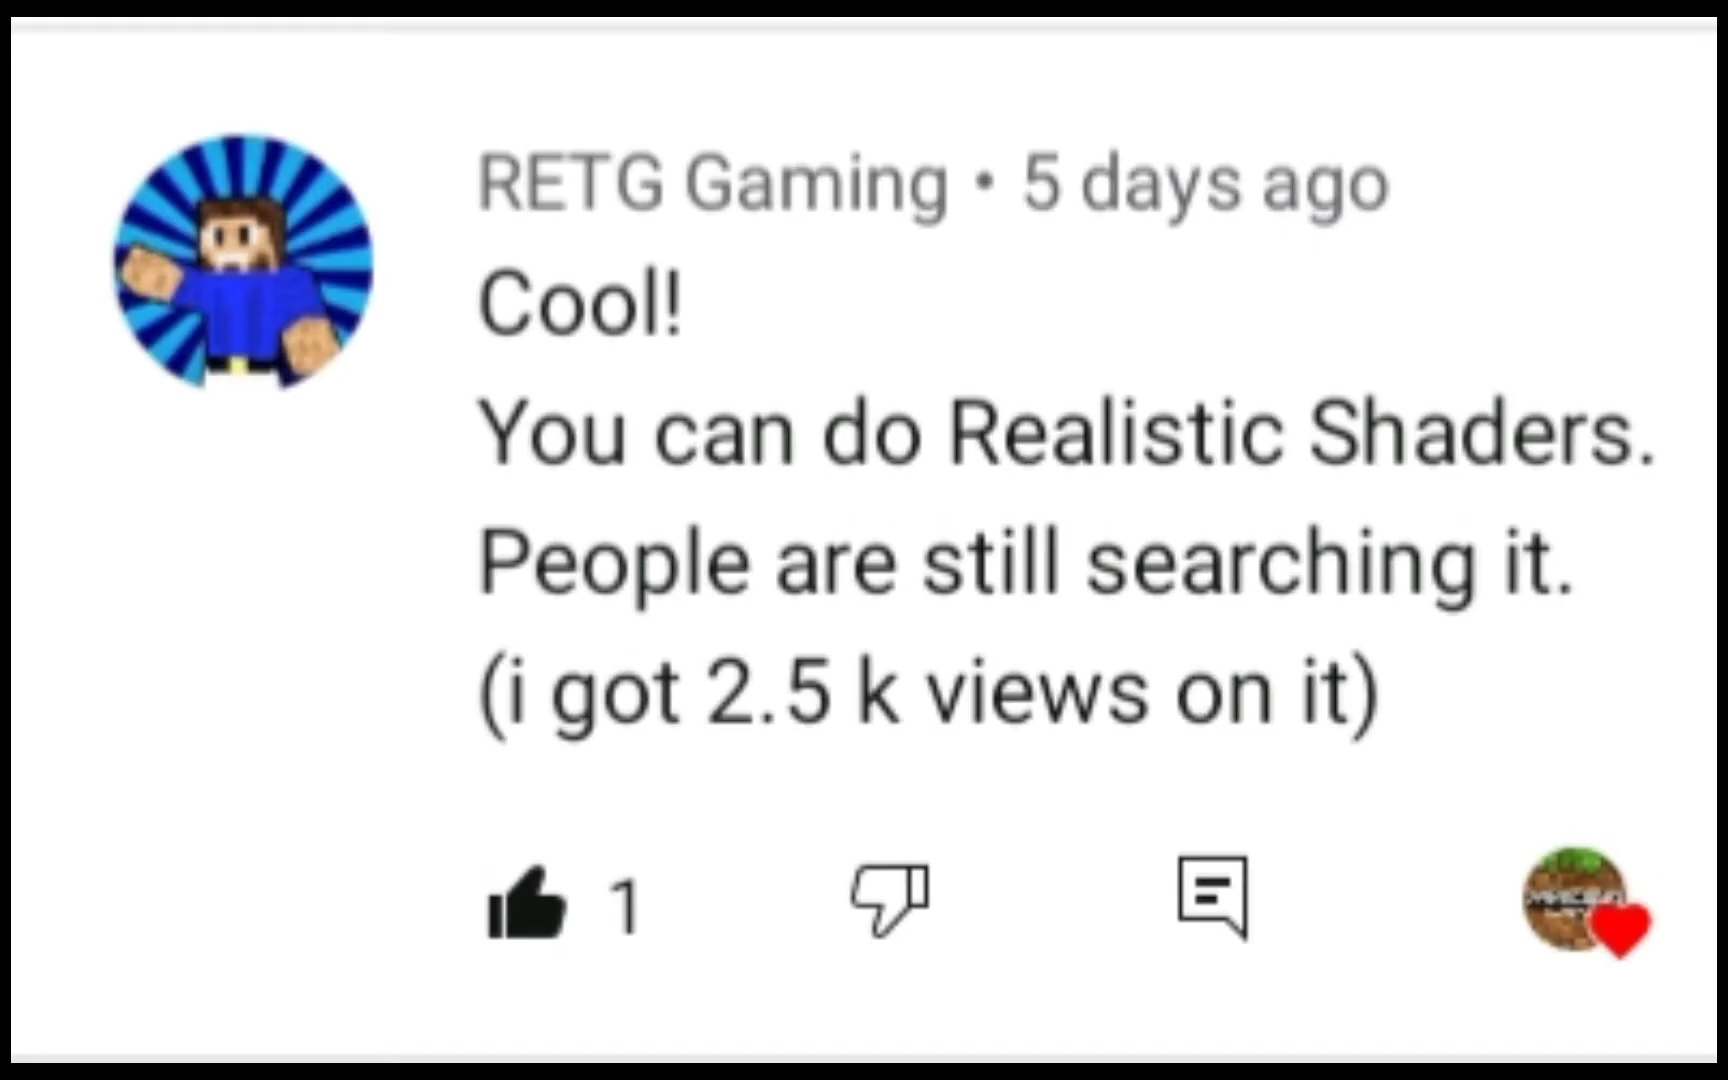 RETG Gaming • 5 days ago
Cool!
You can do Realistic Shaders.
People are still searching it.
(i got 2.5 k views on it)
1